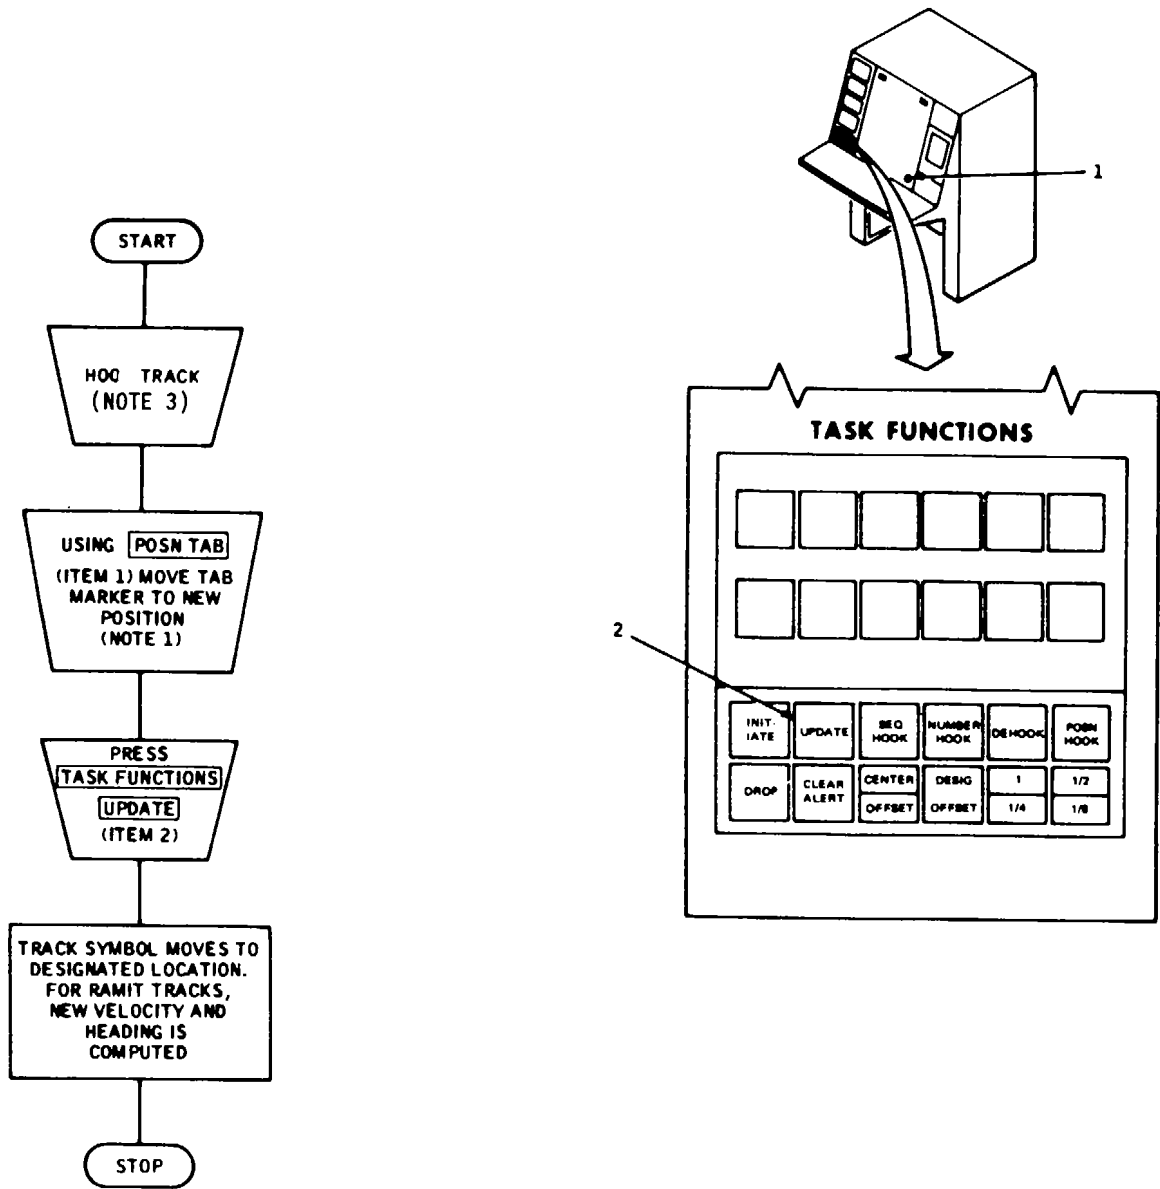 START
HOO TRACK
(NOTE 3)
USING POSN TAB
(ITEM 1) MOVE TAB
MARKER TO NEW
POSITION
(NOTE 1)
PRESS
TASK FUNCTIONS
UPDATE
(ITEM 2)
TRACK SYMBOL MOVES TO
DESIGNATED LOCATION.
FOR RAMIT TRACKS,
NEW VELOCITY AND
HEADING IS
COMPUTED
STOP
1
TASK FUNCTIONS
2
INIT-
IATE
UPDATE
SEQ
HOOK
NUMBER
HOOK
DEHOOK
POSN
HOOK
DROP
CLEAR
ALERT
CENTER
OFFSET
DESIG
OFFSET
1
1/4
1/2
1/8